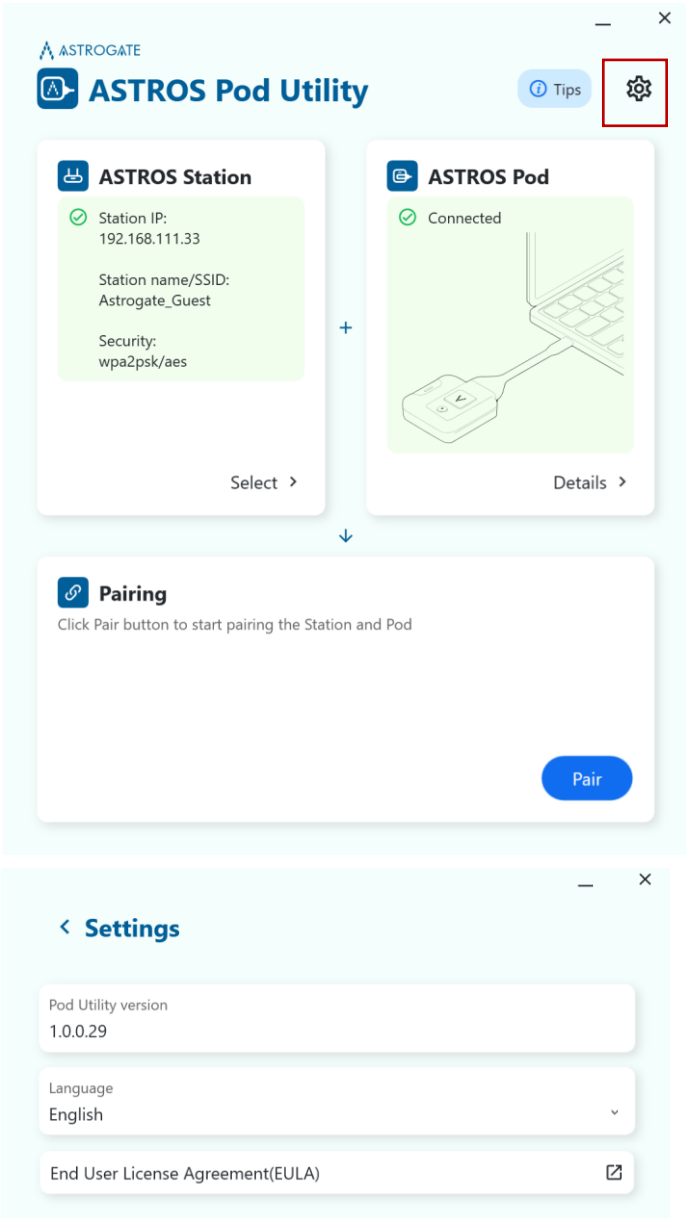 ASTROGATE
ASTROS Pod Utility
Tips
ASTROS Station
Station IP:
192.168.111.33
Station name/SSID:
Astrogate_Guest
Security:
wpa2psk/aes
Select
ASTROS Pod
Connected
Details
Pairing
Click Pair button to start pairing the Station and Pod
Pair
Settings
Pod Utility version
1.0.0.29
Language
English
End User License Agreement(EULA)